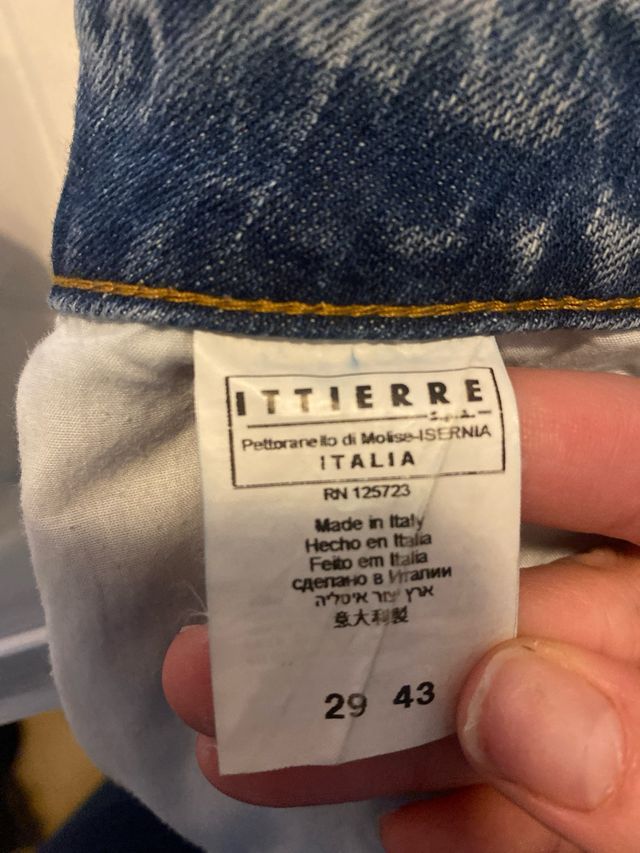 ITTIERRE
S.p.A.
Pettoranello di Molise-ISERNIA
ITALIA
RN 125723
Made in Italy
Hecho en Italia
Feito em Italia
сделано в Италии
ארץ יצור איטליה
意大利製
29 43